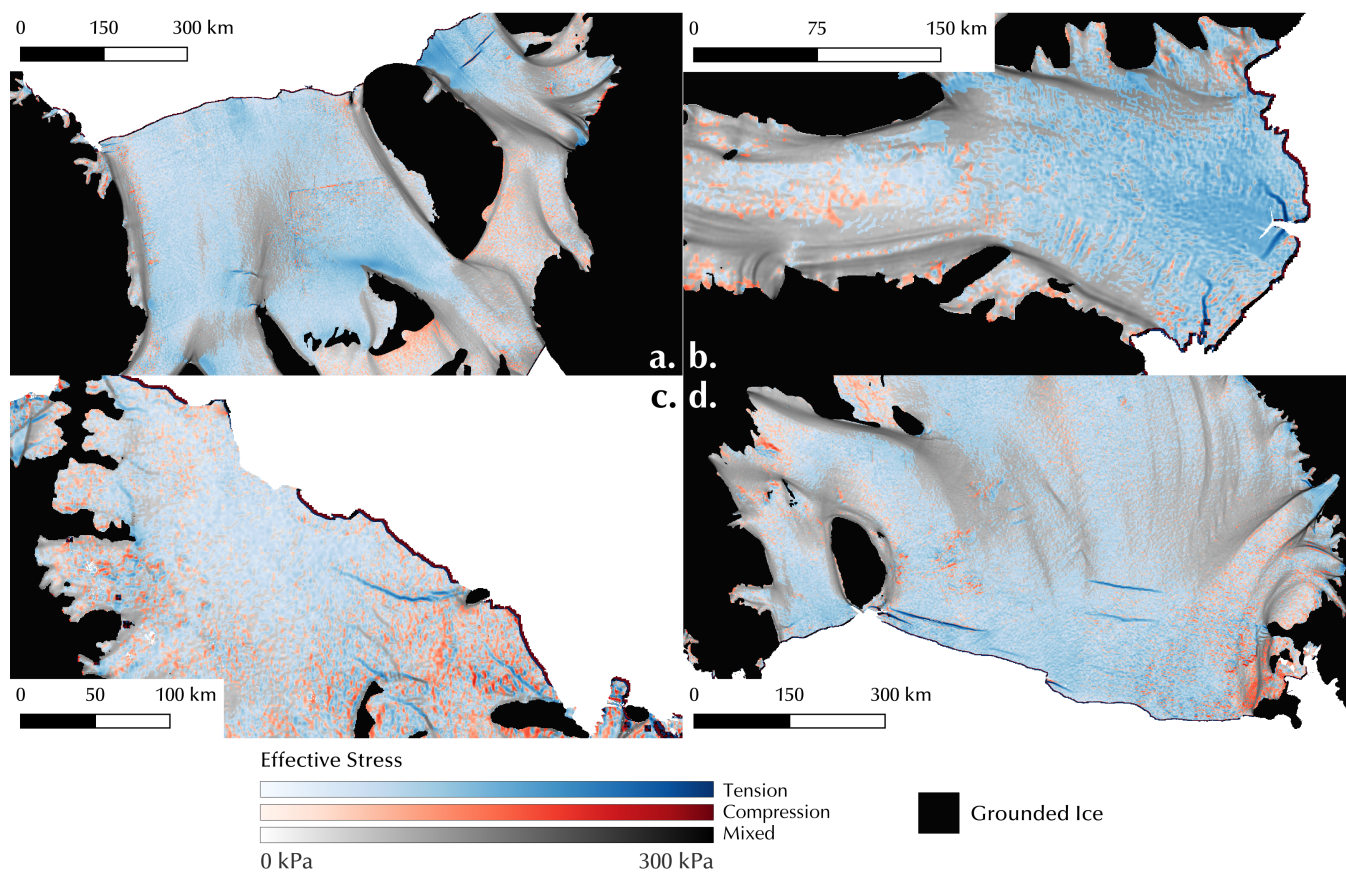 0 150 300 km
0 75 150 km
a. b.
c. d.
0 50 100 km
0 150 300 km
Effective Stress
Tension
Compression
Mixed
0 kPa 300 kPa
Grounded Ice